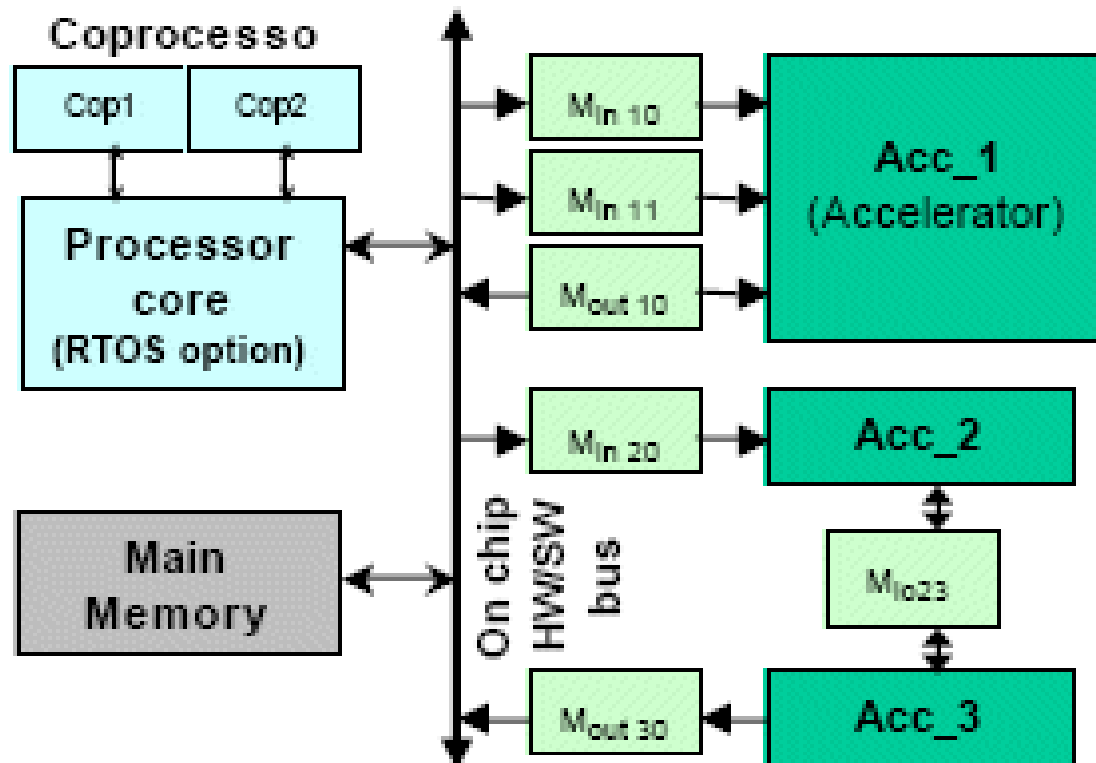 Coprocesso
Cop1
Cop2
Processor
core
(RTOS option)
Main
Memory
On chip
HW/SW
bus
MIn 10
MIn 11
Mout 10
MIn 20
MIo23
Mout 30
Acc_1
(Accelerator)
Acc_2
Acc_3